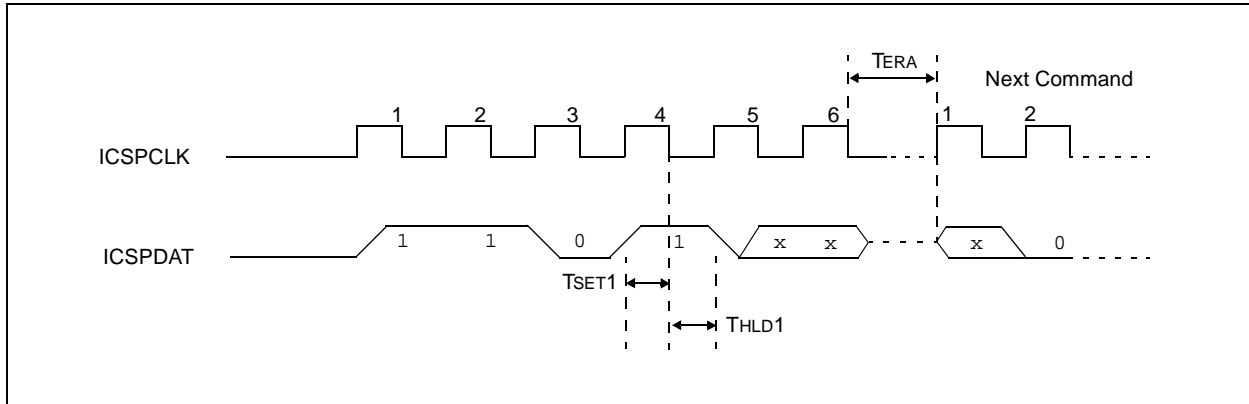 TERA
Next Command
1 2 3 4 5 6 1 2
ICSPCLK
ICSPDAT
1 1 0 1 x x x 0
TSET1
THLD1